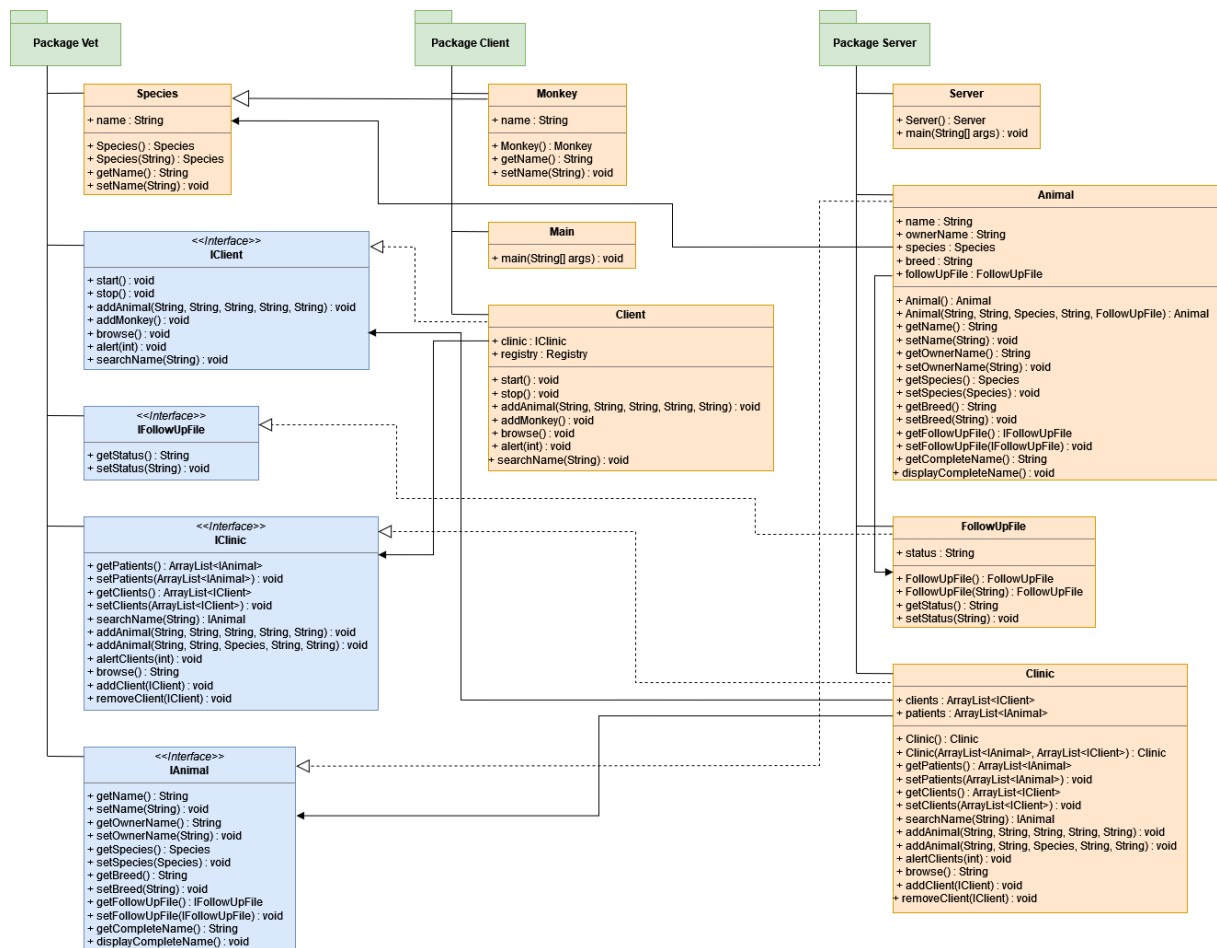 Package Vet
Species
+ name : String
+ Species() : Species
+ Species(String) : Species
+ getName() : String
+ setName(String) : void
<<Interface>>
IClient
+ start() : void
+ stop() : void
+ addAnimal(String, String, String, String, String) : void
+ addMonkey() : void
+ browse() : void
+ alert(int) : void
+ searchName(String) : void
<<Interface>>
IFollowUpFile
+ getStatus() : String
+ setStatus(String) : void
<<Interface>>
IClinic
+ getPatients() : ArrayList<IAnimal>
+ setPatients(ArrayList<IAnimal>) : void
+ getClients() : ArrayList<IClient>
+ setClients(ArrayList<IClient>) : void
+ searchName(String) : IAnimal
+ addAnimal(String, String, String, String, String) : void
+ addAnimal(String, String, Species, String, String) : void
+ alertClients(int) : void
+ browse() : String
+ addClient(IClient) : void
+ removeClient(IClient) : void
<<Interface>>
IAnimal
+ getName() : String
+ setName(String) : void
+ getOwnerName() : String
+ setOwnerName(String) : void
+ getSpecies() : Species
+ setSpecies(Species) : void
+ getBreed() : String
+ setBreed(String) : void
+ getFollowUpFile() : IFollowUpFile
+ setFollowUpFile(IFollowUpFile) : void
+ getCompleteName() : String
+ displayCompleteName() : void
Package Client
Monkey
+ name : String
+ Monkey() : Monkey
+ getName() : String
+ setName(String) : void
Main
+ main(String[] args) : void
Client
+ clinic : IClinic
+ registry : Registry
+ start() : void
+ stop() : void
+ addAnimal(String, String, String, String, String) : void
+ addMonkey() : void
+ browse() : void
+ alert(int) : void
+ searchName(String) : void
Package Server
Server
+ Server() : Server
+ main(String[] args) : void
Animal
+ name : String
+ ownerName : String
+ species : Species
+ breed : String
+ followUpFile : FollowUpFile
+ Animal() : Animal
+ Animal(String, String, Species, String, FollowUpFile) : Animal
+ getName() : String
+ setName(String) : void
+ getOwnerName() : String
+ setOwnerName(String) : void
+ getSpecies() : Species
+ setSpecies(Species) : void
+ getBreed() : String
+ setBreed(String) : void
+ getFollowUpFile() : IFollowUpFile
+ setFollowUpFile(IFollowUpFile) : void
+ getCompleteName() : String
+ displayCompleteName() : void
FollowUpFile
+ status : String
+ FollowUpFile() : FollowUpFile
+ FollowUpFile(String) : FollowUpFile
+ getStatus() : String
+ setStatus(String) : void
Clinic
+ clients : ArrayList<IClient>
+ patients : ArrayList<IAnimal>
+ Clinic() : Clinic
+ Clinic(ArrayList<IAnimal>, ArrayList<IClient>) : Clinic
+ getPatients() : ArrayList<IAnimal>
+ setPatients(ArrayList<IAnimal>) : void
+ getClients() : ArrayList<IClient>
+ setClients(ArrayList<IClient>) : void
+ searchName(String) : IAnimal
+ addAnimal(String, String, String, String, String) : void
+ addAnimal(String, String, Species, String, String) : void
+ alertClients(int) : void
+ browse() : String
+ addClient(IClient) : void
+ removeClient(IClient) : void